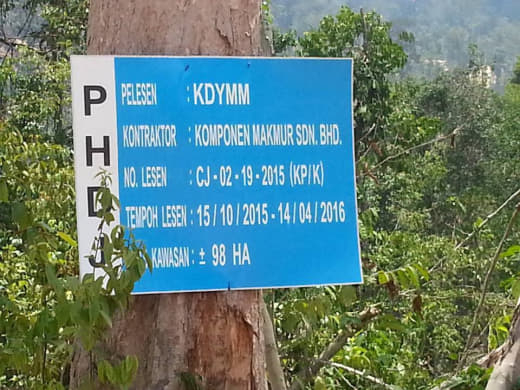 PHDT
PELESEN : KDYMM
KONTRAKTOR : KOMPONEN MAKMUR SDN. BHD.
NO. LESEN : CJ - 02 - 19 - 2015 (KP/K)
TEMPOH LESEN : 15 / 10 / 2015 - 14 / 04 / 2016
KAWASAN : ± 98 HA